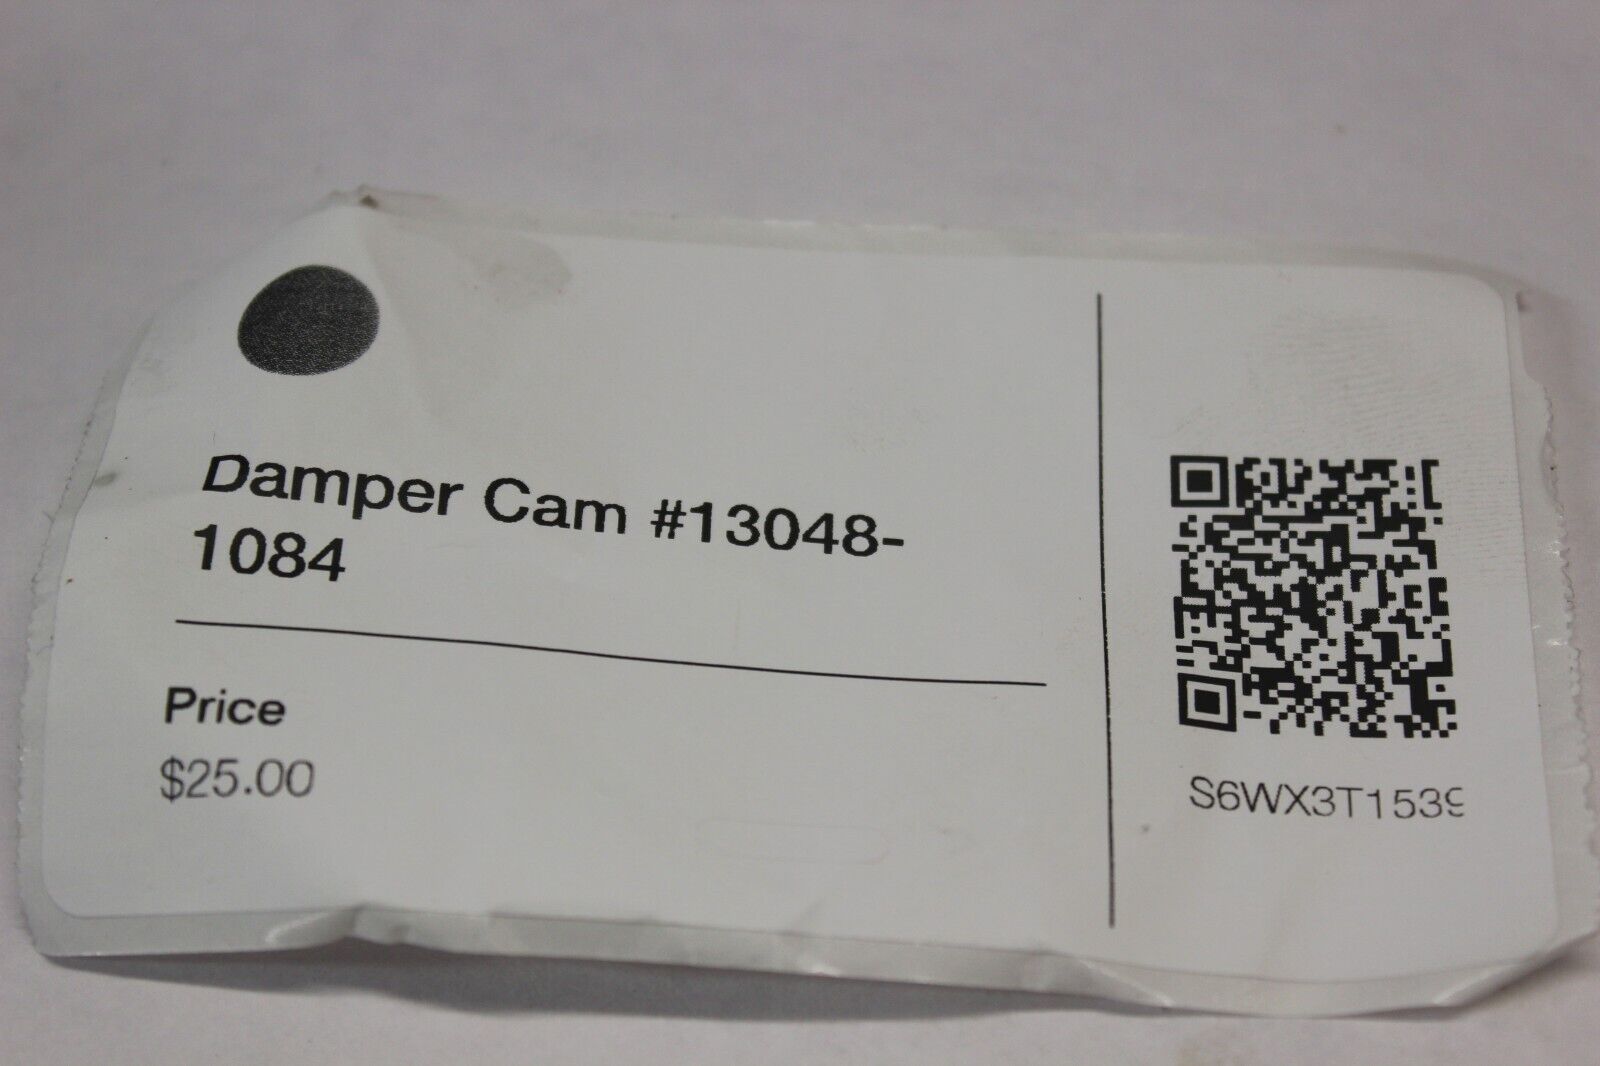 Damper Cam #13048-
1084
Price
$25.00
S6WX3T1539